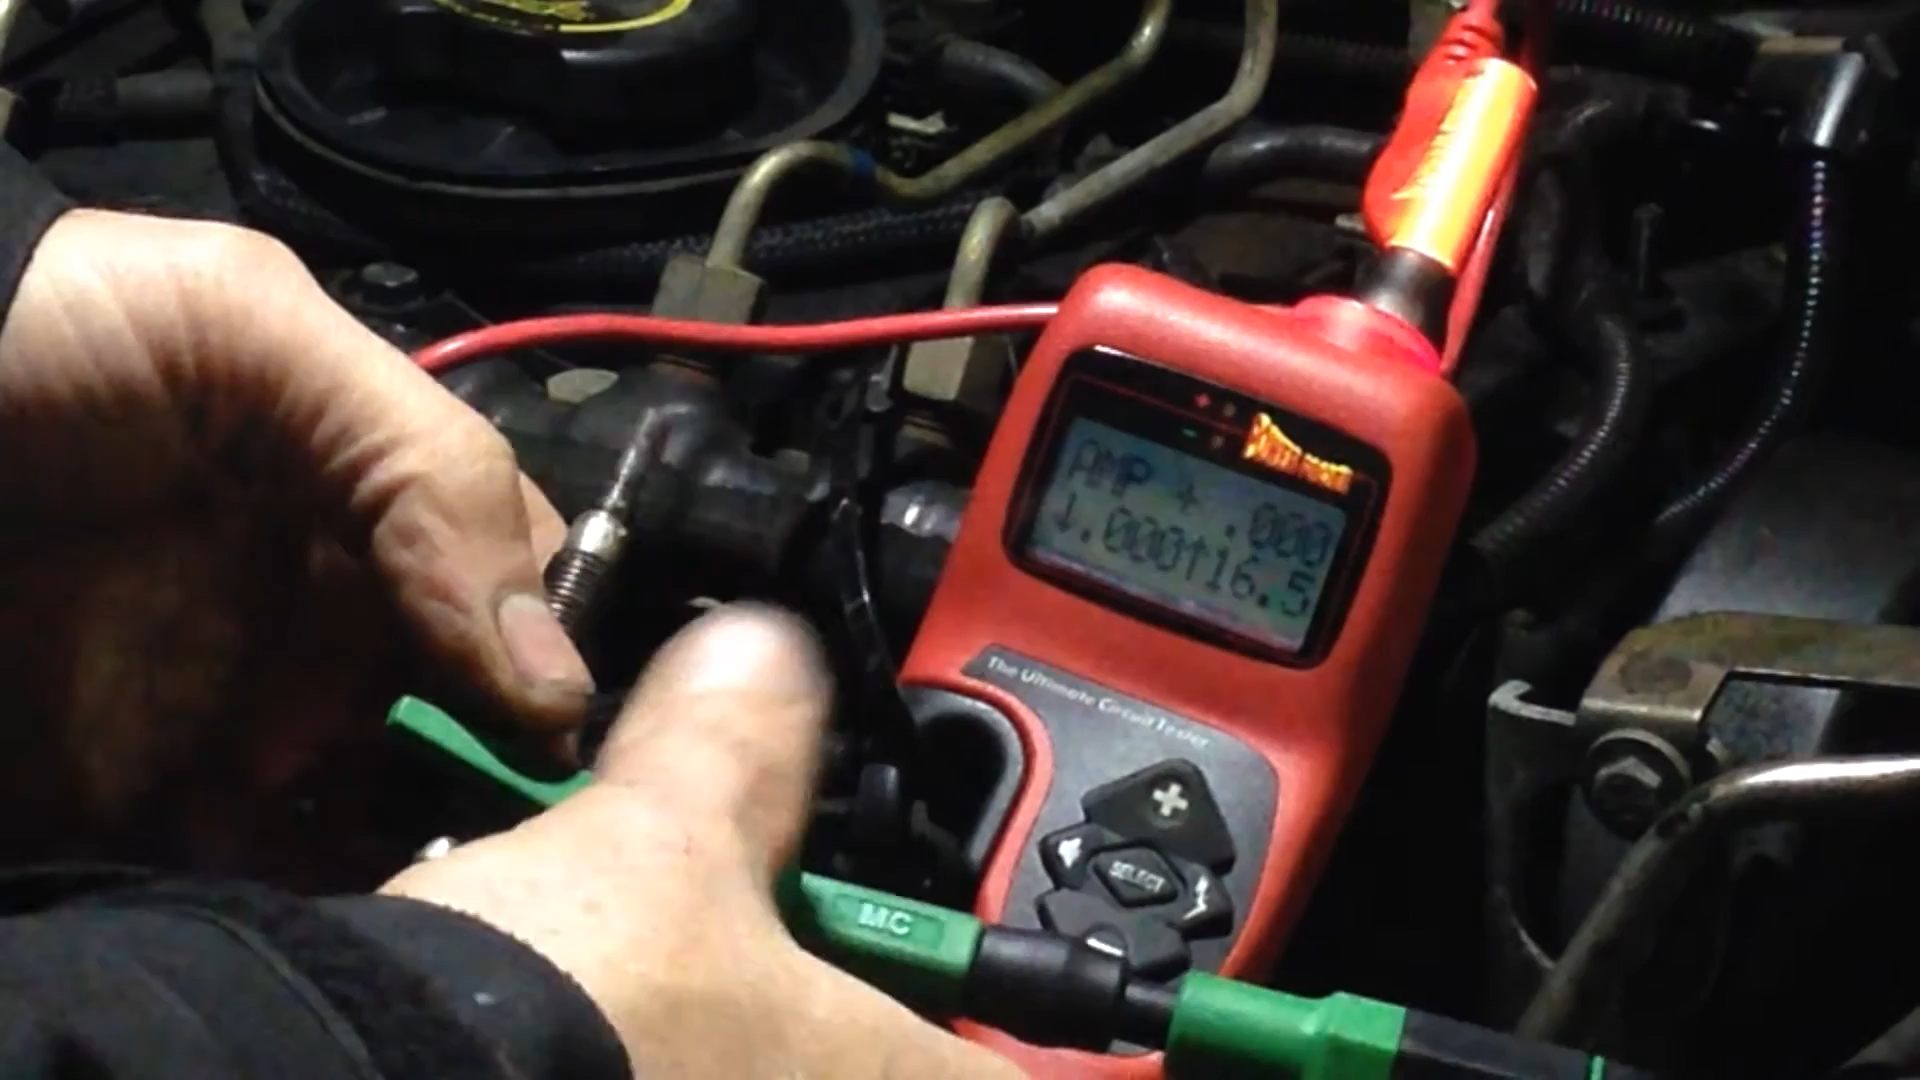 AMP + .000
↓.000↑16.5
The Ultimate Circuit Tester
+
SELECT
MC